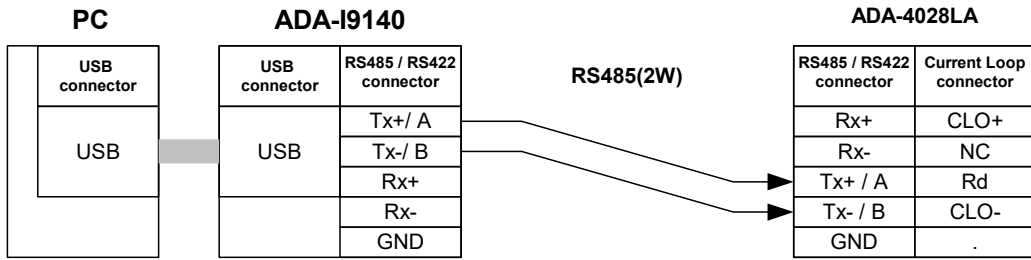 PC
ADA-I9140
ADA-4028LA
USB
connector
USB
connector
RS485 / RS422
connector
RS485(2W)
RS485 / RS422
connector
Current Loop
connector
USB
USB
Tx+/ A
Tx-/ B
Rx+
Rx-
GND
Rx+
CLO+
Rx-
NC
Tx+ / A
Rd
Tx- / B
CLO-
GND
.